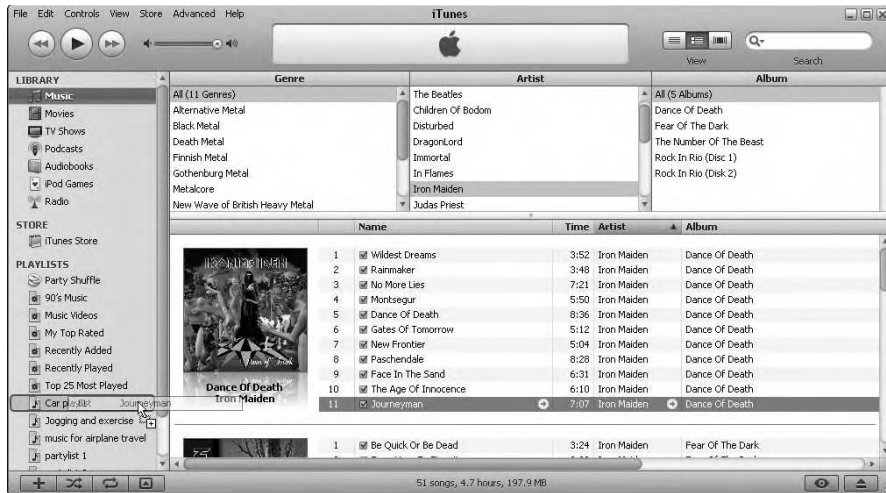 File Edit Controls View Store Advanced Help
iTunes
View
Search
LIBRARY
Music
Movies
TV Shows
Podcasts
Audiobooks
iPod Games
Radio
STORE
iTunes Store
PLAYLISTS
Party Shuffle
90's Music
Music Videos
My Top Rated
Recently Added
Recently Played
Top 25 Most Played
Car playlist Journeyman
Jogging and exercise
music for airplane travel
partylist 1
Genre
All (11 Genres)
Alternative Metal
Black Metal
Death Metal
Finnish Metal
Gothenburg Metal
Metalcore
New Wave of British Heavy Metal
Artist
The Beatles
Children Of Bodom
Disturbed
DragonLord
Immortal
In Flames
Iron Maiden
Judas Priest
Album
All (5 Albums)
Dance Of Death
Fear Of The Dark
The Number Of The Beast
Rock In Rio (Disc 1)
Rock In Rio (Disk 2)
Name Time Artist Album
IRON MAIDEN
Dance Of Death
Iron Maiden
1 Wildest Dreams 3:52 Iron Maiden Dance Of Death
2 Rainmaker 3:48 Iron Maiden Dance Of Death
3 No More Lies 7:21 Iron Maiden Dance Of Death
4 Montsegur 5:50 Iron Maiden Dance Of Death
5 Dance Of Death 8:36 Iron Maiden Dance Of Death
6 Gates Of Tomorrow 5:12 Iron Maiden Dance Of Death
7 New Frontier 5:04 Iron Maiden Dance Of Death
8 Paschendale 8:28 Iron Maiden Dance Of Death
9 Face In The Sand 6:31 Iron Maiden Dance Of Death
10 The Age Of Innocence 6:10 Iron Maiden Dance Of Death
11 Journeyman 7:07 Iron Maiden Dance Of Death
1 Be Quick Or Be Dead 3:24 Iron Maiden Fear Of The Dark
51 songs, 4.7 hours, 197.9 MB